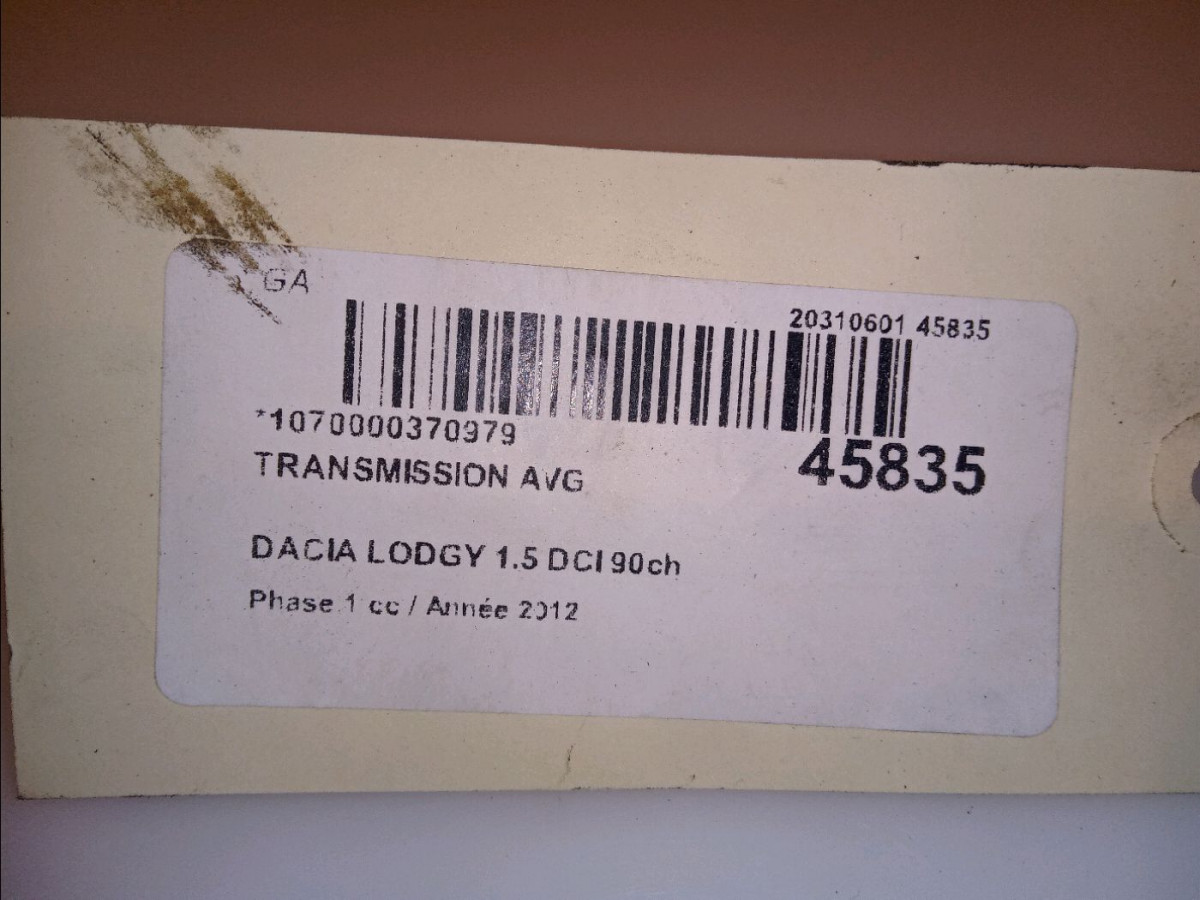 GA
20310601 45835
*1070000370979
45835
TRANSMISSION AVG
DACIA LODGY 1.5 DCI 90ch
Phase 1 cc / Année 2012